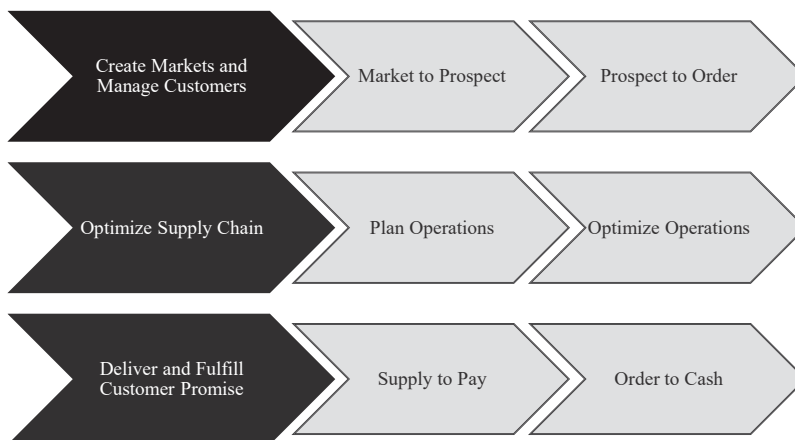 Create Markets and
Manage Customers
Market to Prospect
Prospect to Order
Optimize Supply Chain
Plan Operations
Optimize Operations
Deliver and Fulfill
Customer Promise
Supply to Pay
Order to Cash